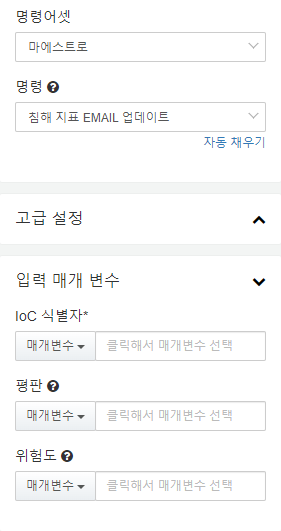 명령어셋
마에스트로
명령
침해 지표 EMAIL 업데이트
자동 채우기
고급 설정
입력 매개 변수
IoC 식별자*
매개변수 클릭해서 매개변수 선택
평판
매개변수 클릭해서 매개변수 선택
위험도
매개변수 클릭해서 매개변수 선택